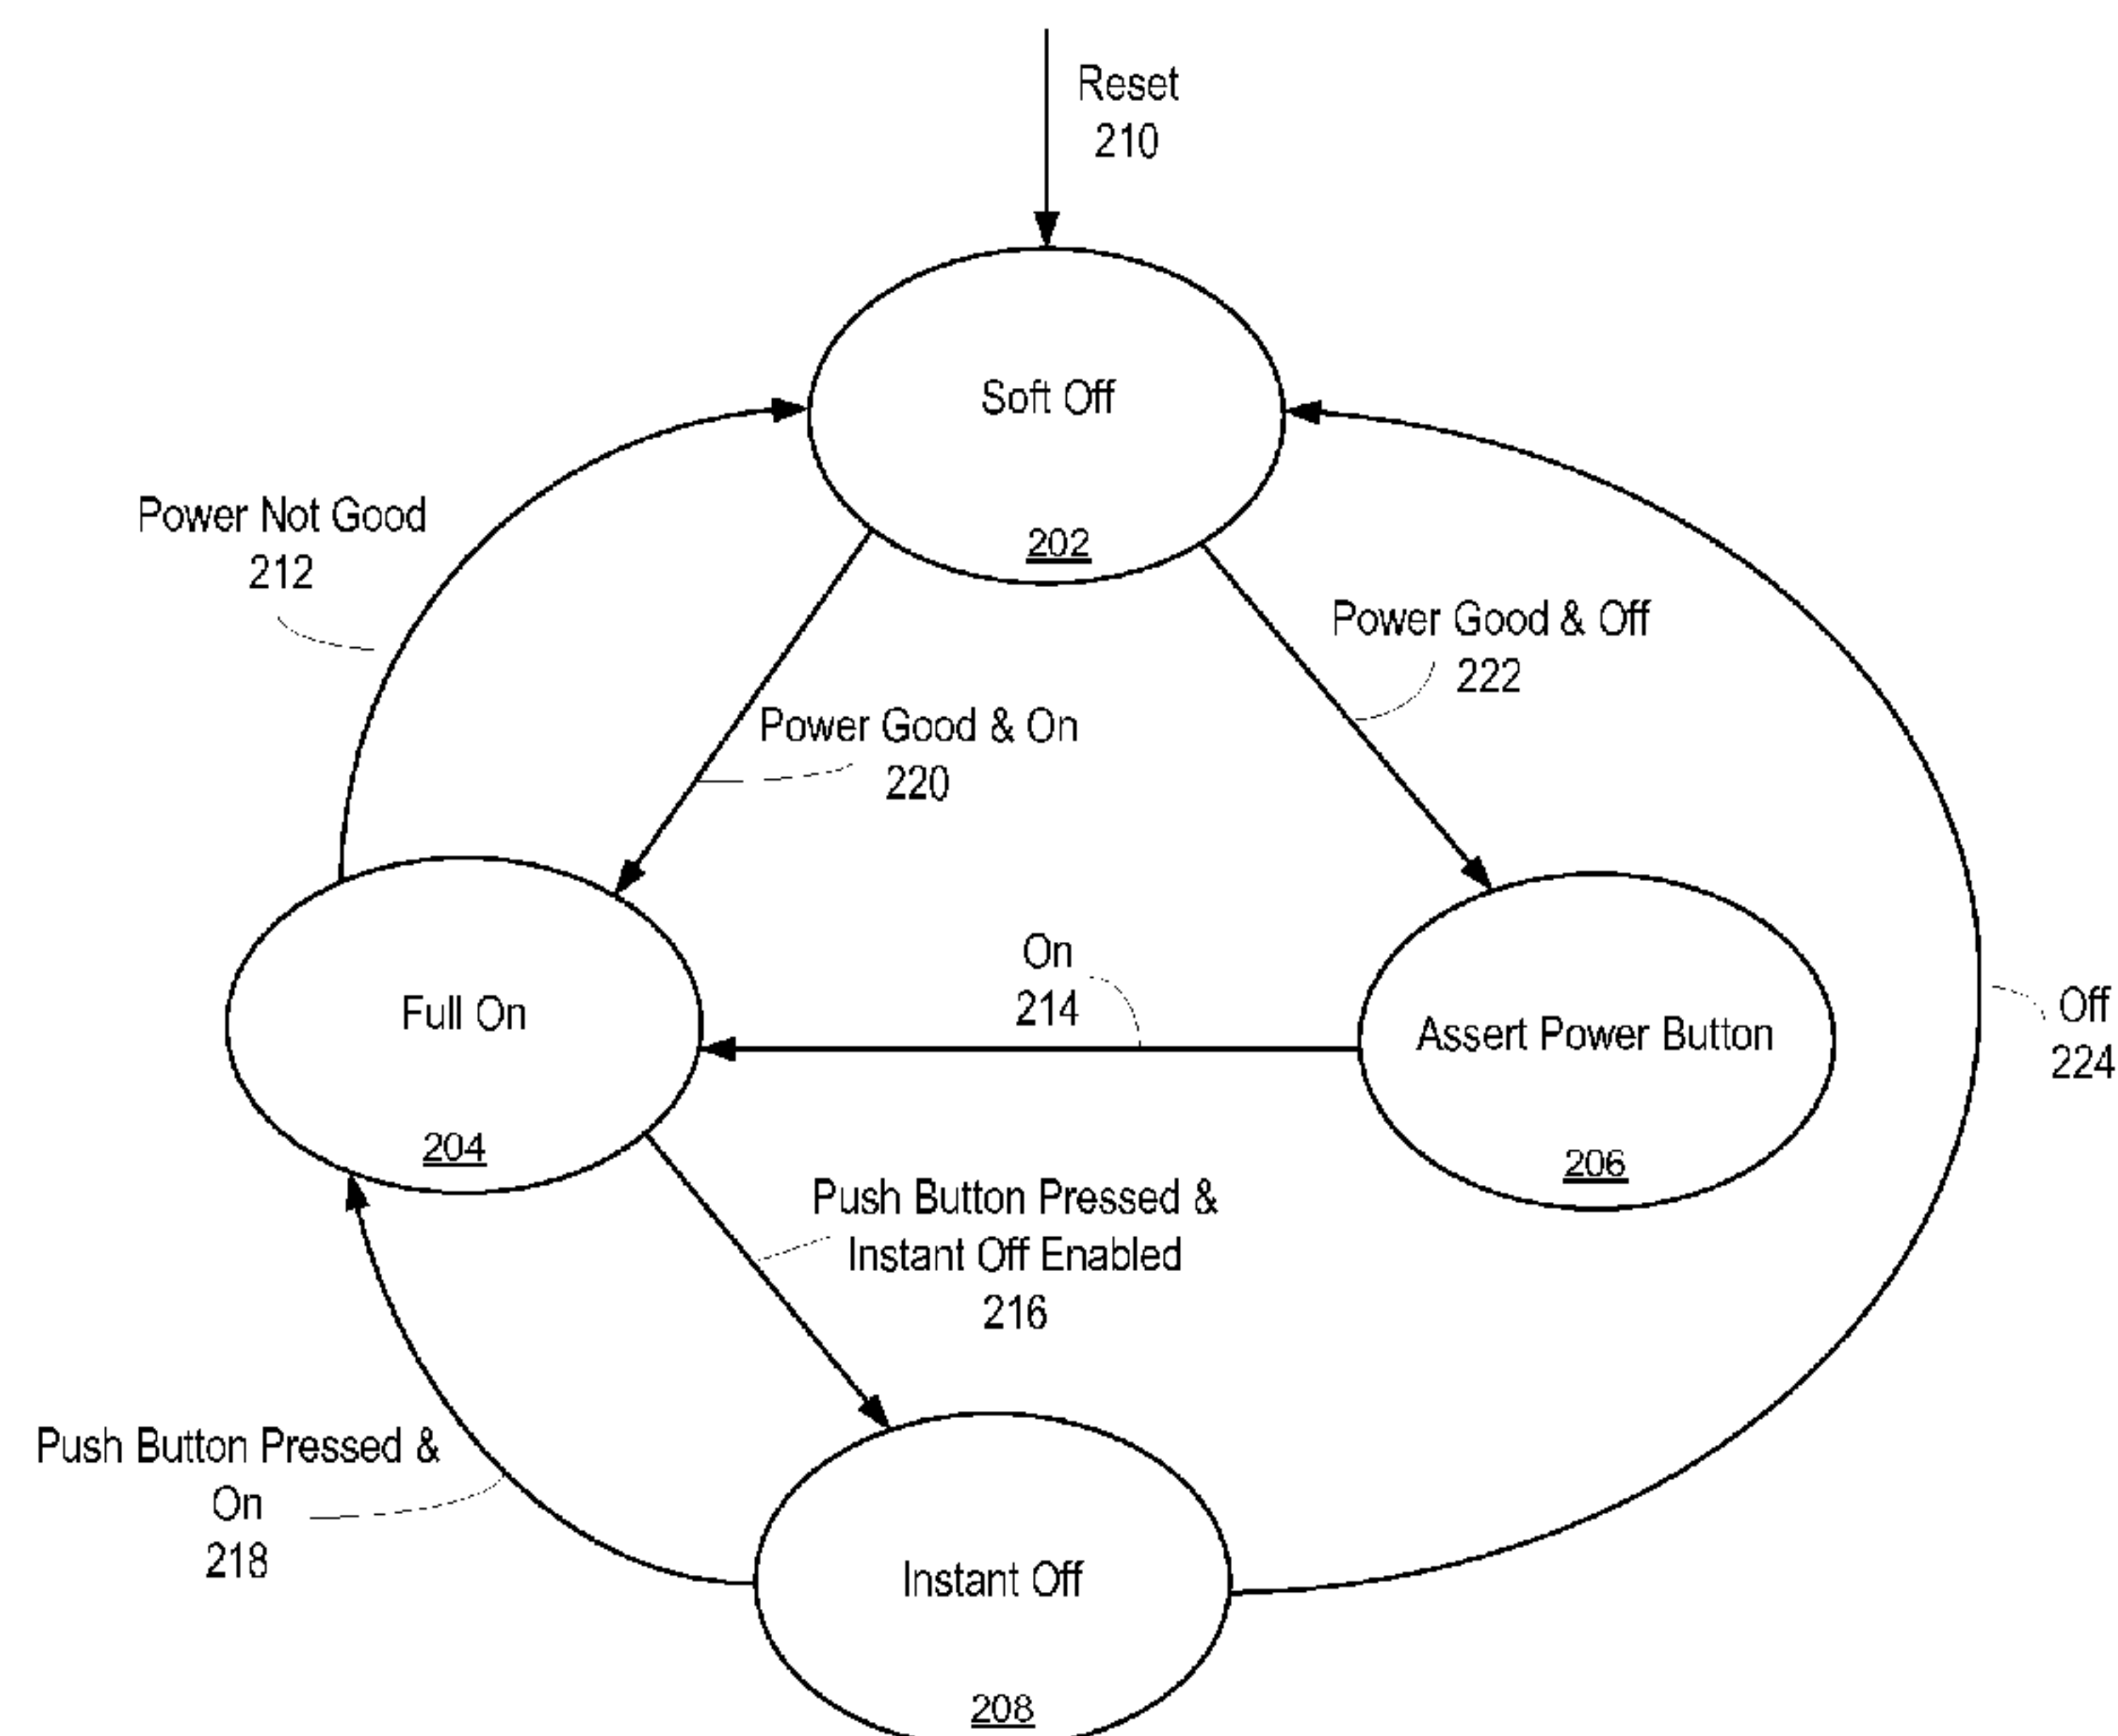 Reset
210
Soft Off
202
Power Not Good
212
Power Good & Off
222
Power Good & On
220
On
214
Full On
204
Assert Power Button
206
Off
224
Push Button Pressed &
Instant Off Enabled
216
Push Button Pressed &
On
218
Instant Off
208